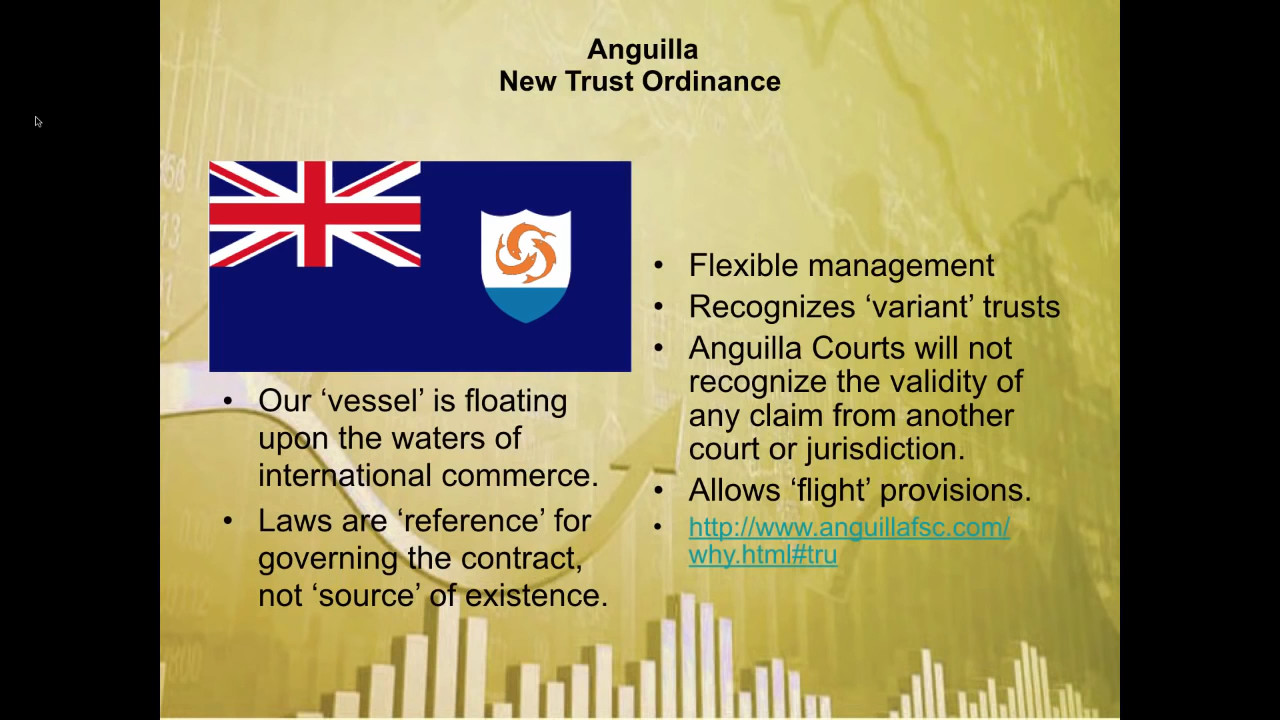 Anguilla
New Trust Ordinance
• Our ‘vessel’ is floating
upon the waters of
international commerce.
• Laws are ‘reference’ for
governing the contract,
not ‘source’ of existence.
• Flexible management
• Recognizes ‘variant’ trusts
• Anguilla Courts will not
recognize the validity of
any claim from another
court or jurisdiction.
• Allows ‘flight’ provisions.
• http://www.anguillafsc.com/
why.html#tru